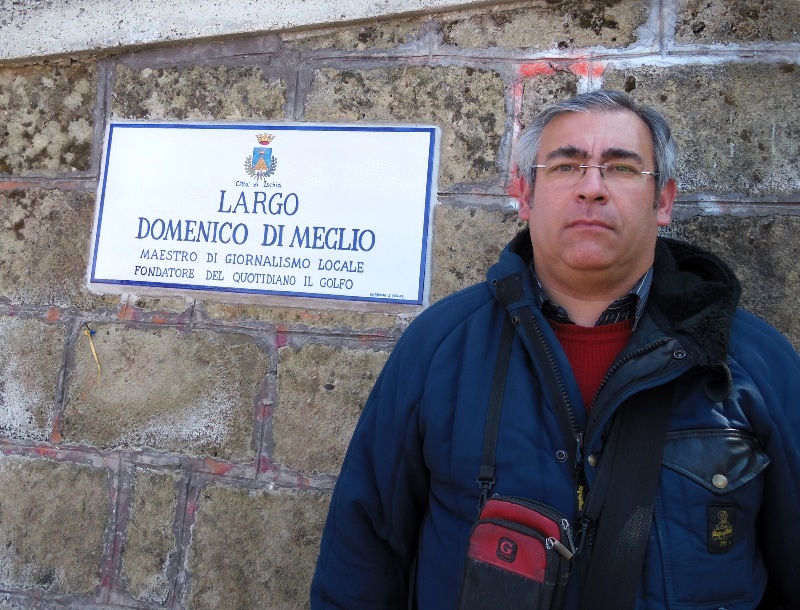 Città di Ischia
LARGO
DOMENICO DI MEGLIO
MAESTRO DI GIORNALISMO LOCALE
FONDATORE DEL QUOTIDIANO IL GOLFO
G